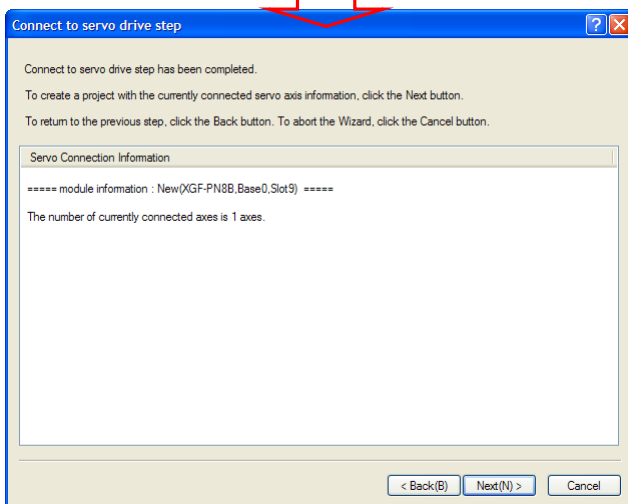 Connect to servo drive step
Connect to servo drive step has been completed.
To create a project with the currently connected servo axis information, click the Next button.
To return to the previous step, click the Back button. To abort the Wizard, click the Cancel button.
Servo Connection Information
===== module information : New(XGF-PN8B,Base0,Slot9) =====
The number of currently connected axes is 1 axes.
< Back(B) Next(N) > Cancel